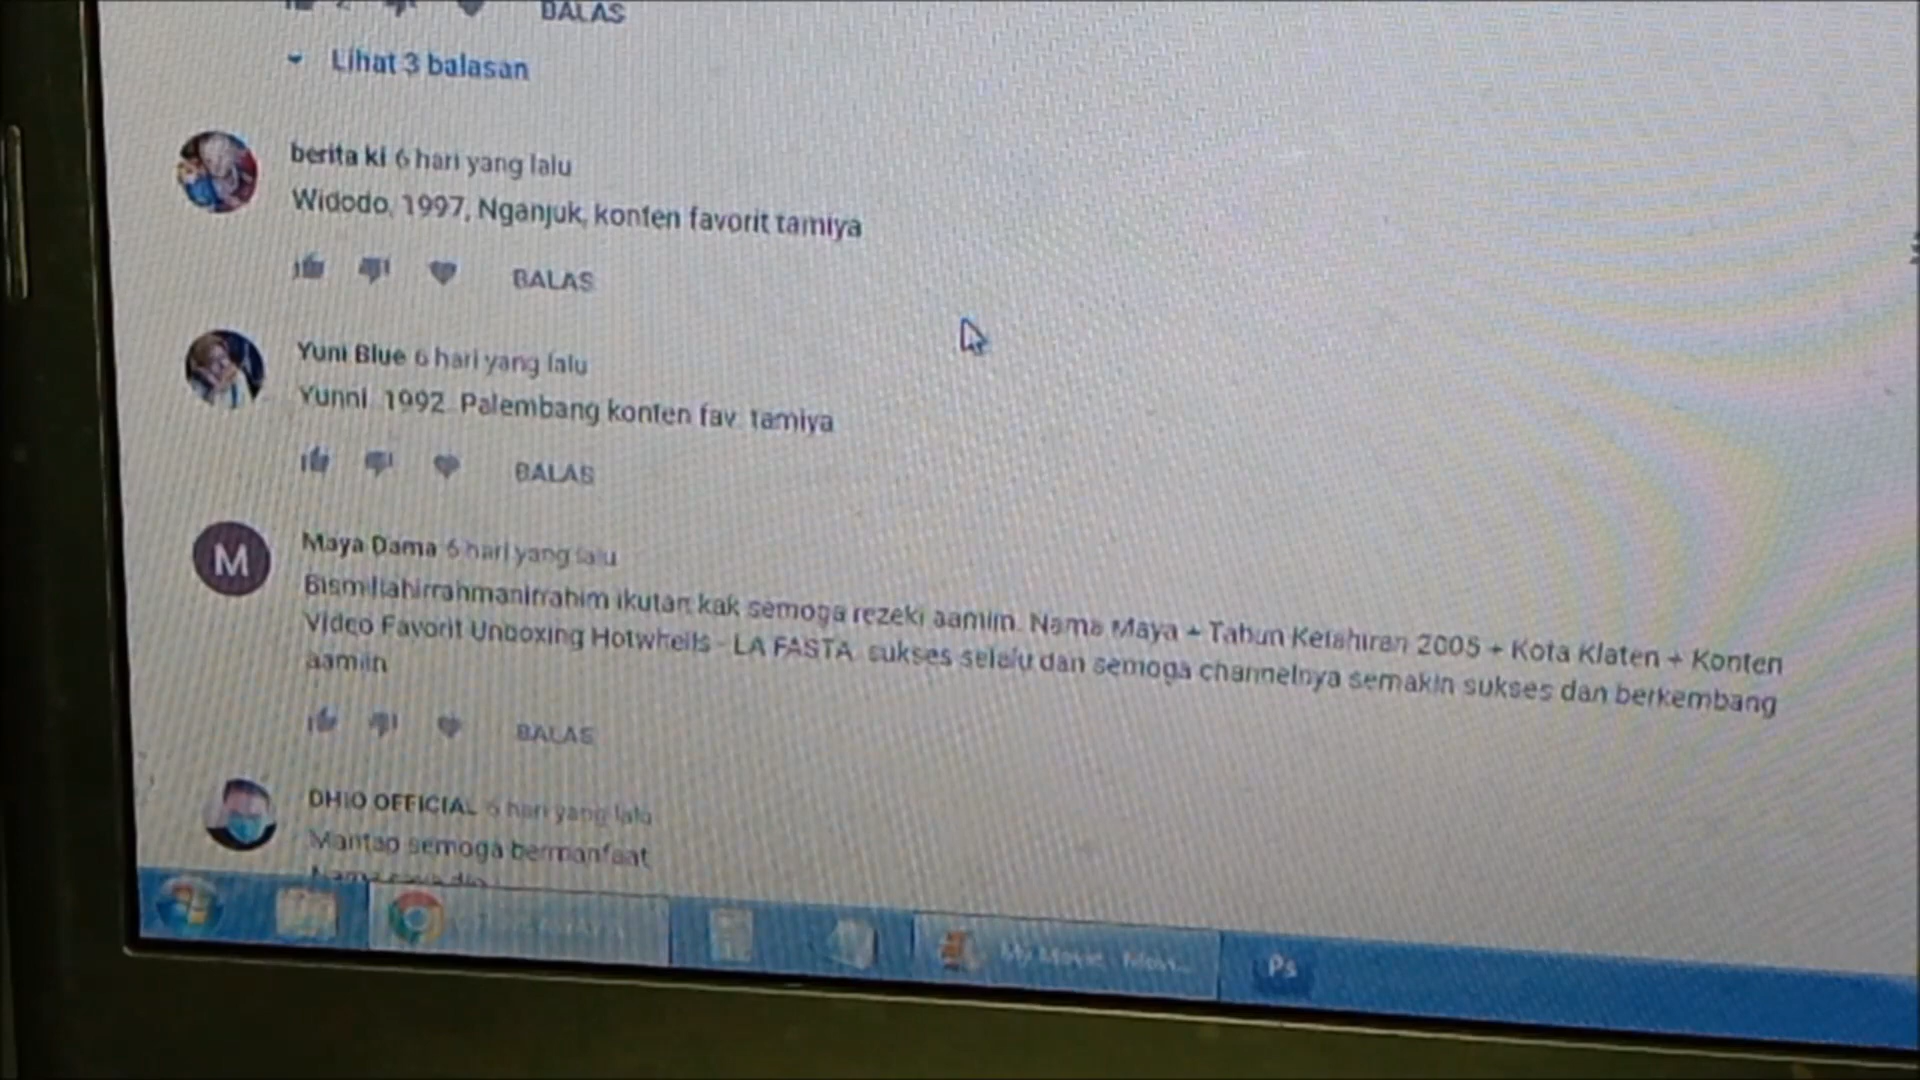 BALAS
Lihat 3 balasan
berita ki 6 hari yang lalu
Widodo, 1997, Nganjuk, konten favorit tamiya
BALAS
Yuni Blue 6 hari yang lalu
Yunni 1992 Palembang konten fav tamiya
BALAS
M
Maya Dama 6 hari yang lalu
Bismillahirrahmanirrahim ikutan kak semoga rezeki aamiin. Nama Maya + Tahun Kelahiran 2005 + Kota Klaten + Konten
Video Favorit Unboxing Hotwheils - LA FASTA sukses selalu dan semoga channelnya semakin sukses dan berkembang
aamiin
BALAS
DHIO OFFICIAL 6 hari yang lalu
Mantap semoga bermanfaat
My Movie
Ps